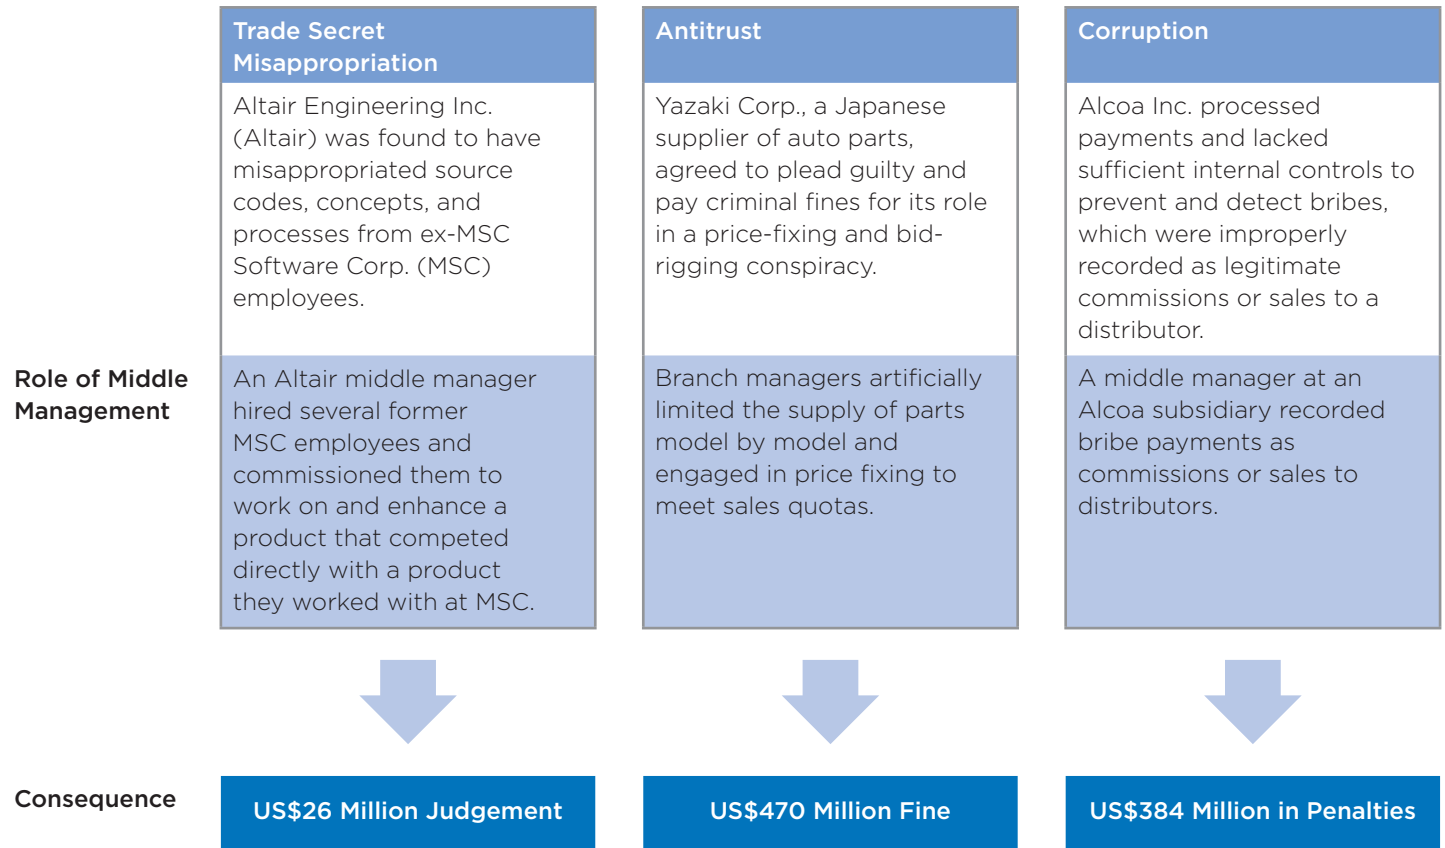 Trade Secret
Misappropriation
Altair Engineering Inc.
(Altair) was found to have
misappropriated source
codes, concepts, and
processes from ex-MSC
Software Corp. (MSC)
employees.
Antitrust
Yazaki Corp., a Japanese
supplier of auto parts,
agreed to plead guilty and
pay criminal fines for its role
in a price-fixing and bid-
rigging conspiracy.
Corruption
Alcoa Inc. processed
payments and lacked
sufficient internal controls to
prevent and detect bribes,
which were improperly
recorded as legitimate
commissions or sales to a
distributor.
Role of Middle
Management
An Altair middle manager
hired several former
MSC employees and
commissioned them to
work on and enhance a
product that competed
directly with a product
they worked with at MSC.
Branch managers artificially
limited the supply of parts
model by model and
engaged in price fixing to
meet sales quotas.
A middle manager at an
Alcoa subsidiary recorded
bribe payments as
commissions or sales to
distributors.
Consequence
US$26 Million Judgement
US$470 Million Fine
US$384 Million in Penalties